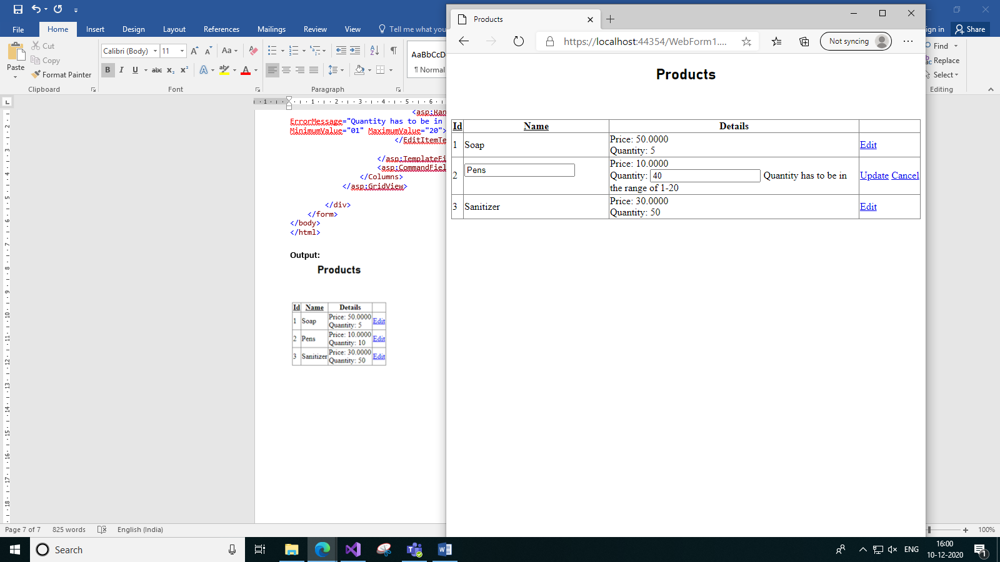 File
Home
Insert
Design
Layout
References
Mailings
Review
View
Tell me what you
ign in
Share
Paste
Cut
Copy
Format Painter
Clipboard
Calibri (Body)
11
Aa
B I U abc x₂ x² A aby A
Font
Paragraph
AaBbCcD
¶ Normal
Find
Replace
Select
Editing
<asp:Ran
ErrorMessage="Quantity has to be in
MinimumValue="01" MaximumValue="20">
</EditItemTe
</asp:TemplateFi
<asp:CommandFiel
</Columns>
</asp:GridView>
</div>
</form>
</body>
</html>
Output:
Products
Id Name Details
1 Soap Price: 50.0000 Quantity: 5 Edit
2 Pens Price: 10.0000 Quantity: 10 Edit
3 Sanitizer Price: 30.0000 Quantity: 50 Edit
Page 7 of 7
825 words
English (India)
100%
Products
https://localhost:44354/WebForm1....
Not syncing
Products
Id Name Details
Price: 50.0000
1 Soap Edit
Quantity: 5
Price: 10.0000
2 Pens Quantity: 40 Quantity has to be in Update Cancel
the range of 1-20
Price: 30.0000
3 Sanitizer Edit
Quantity: 50
Search
ENG
16:00
10-12-2020
1